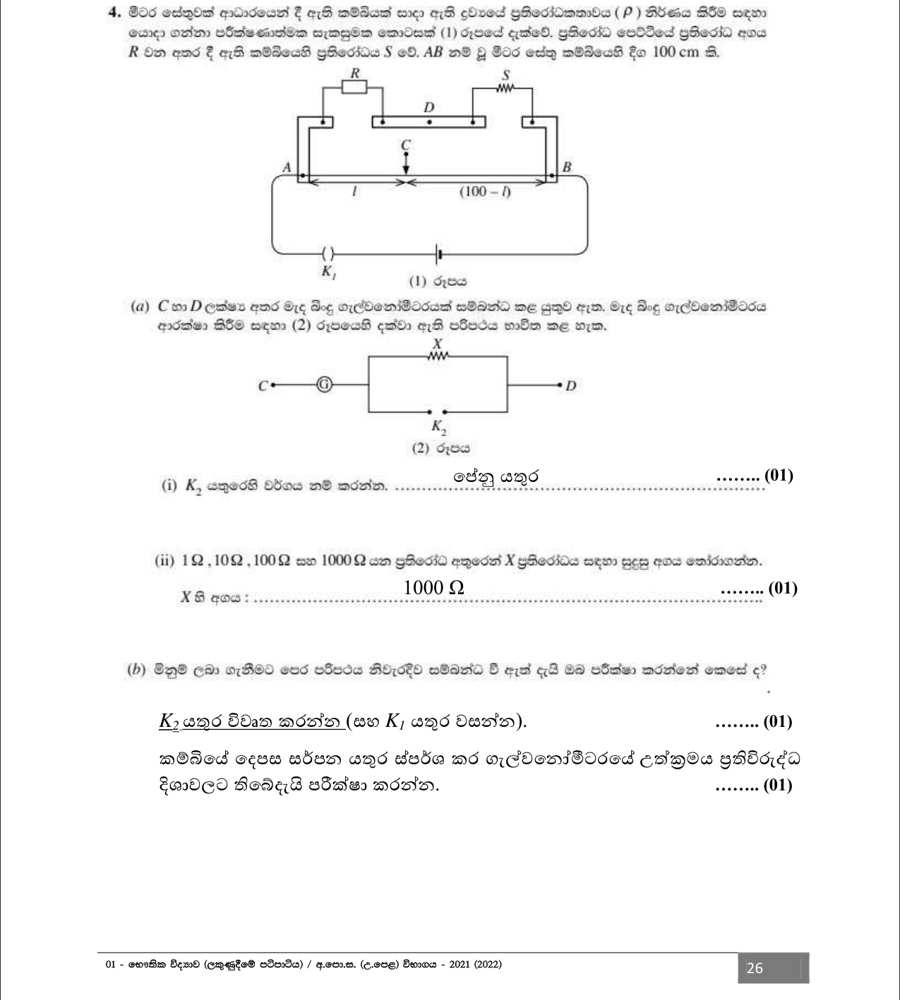 4. මීටර සේතුවක් ආධාරයෙන් දී ඇති කම්බියක් සාදා ඇති ද්‍රව්‍යයේ ප්‍රතිරෝධකතාවය (ρ) නිර්ණය කිරීම සඳහා
යොදා ගන්නා පරීක්ෂණාත්මක සැකසුමක කොටසක් (1) රූපයේ දැක්වේ. ප්‍රතිරෝධ පෙට්ටියේ ප්‍රතිරෝධ අගය
R වන අතර දී ඇති කම්බියෙහි ප්‍රතිරෝධය S වේ. AB නම් වූ මීටර සේතු කම්බියෙහි දිග 100 cm කි.
R
S
D
C
A
B
l
(100 – l)
K₁
(1) රූපය
(a) C හා D ලක්ෂ්‍ය අතර මැද බිංදු ගැල්වනෝමීටරයක් සම්බන්ධ කළ යුතුව ඇත. මැද බිංදු ගැල්වනෝමීටරය
ආරක්ෂා කිරීම සඳහා (2) රූපයෙහි දක්වා ඇති පරිපථය භාවිත කළ හැක.
X
C
G
D
K₂
(2) රූපය
(i) K₂ යතුරෙහි වර්ගය නම් කරන්න. පේනු යතුර …….. (01)
(ii) 1 Ω , 10 Ω , 100 Ω සහ 1000 Ω යන ප්‍රතිරෝධ අතුරෙන් X ප්‍රතිරෝධය සඳහා සුදුසු අගය තෝරාගන්න.
X හි අගය : 1000 Ω …….. (01)
(b) මිනුම් ලබා ගැනීමට පෙර පරිපථය නිවැරදිව සම්බන්ධ වී ඇත් දැයි ඔබ පරීක්ෂා කරන්නේ කෙසේ ද?
K₂ යතුර විවෘත කරන්න (සහ K₁ යතුර වසන්න). …….. (01)
කම්බියේ දෙපස සර්පන යතුර ස්පර්ශ කර ගැල්වනෝමීටරයේ උත්ක්‍රමය ප්‍රතිවිරුද්ධ
දිශාවලට තිබේදැයි පරීක්ෂා කරන්න. …….. (01)
01 - භෞතික විද්‍යාව (ලකුණුදීමේ පටිපාටිය) / අ.පො.ස. (උ.පෙළ) විභාගය - 2021 (2022)
26